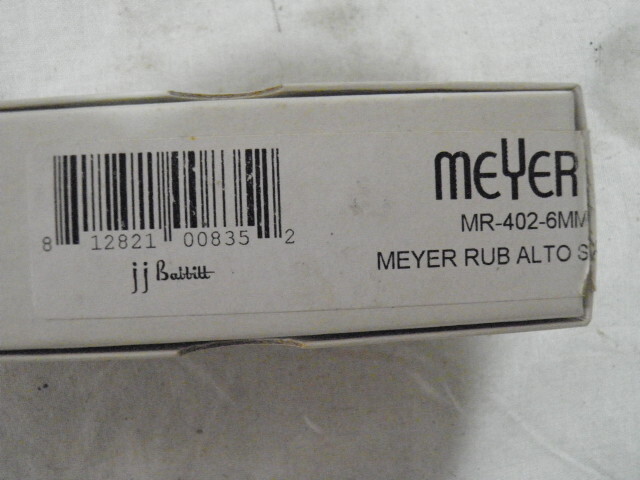 meYer
MR-402-6MM
MEYER RUB ALTO S
8 12821 00835 2
jj Babbitt